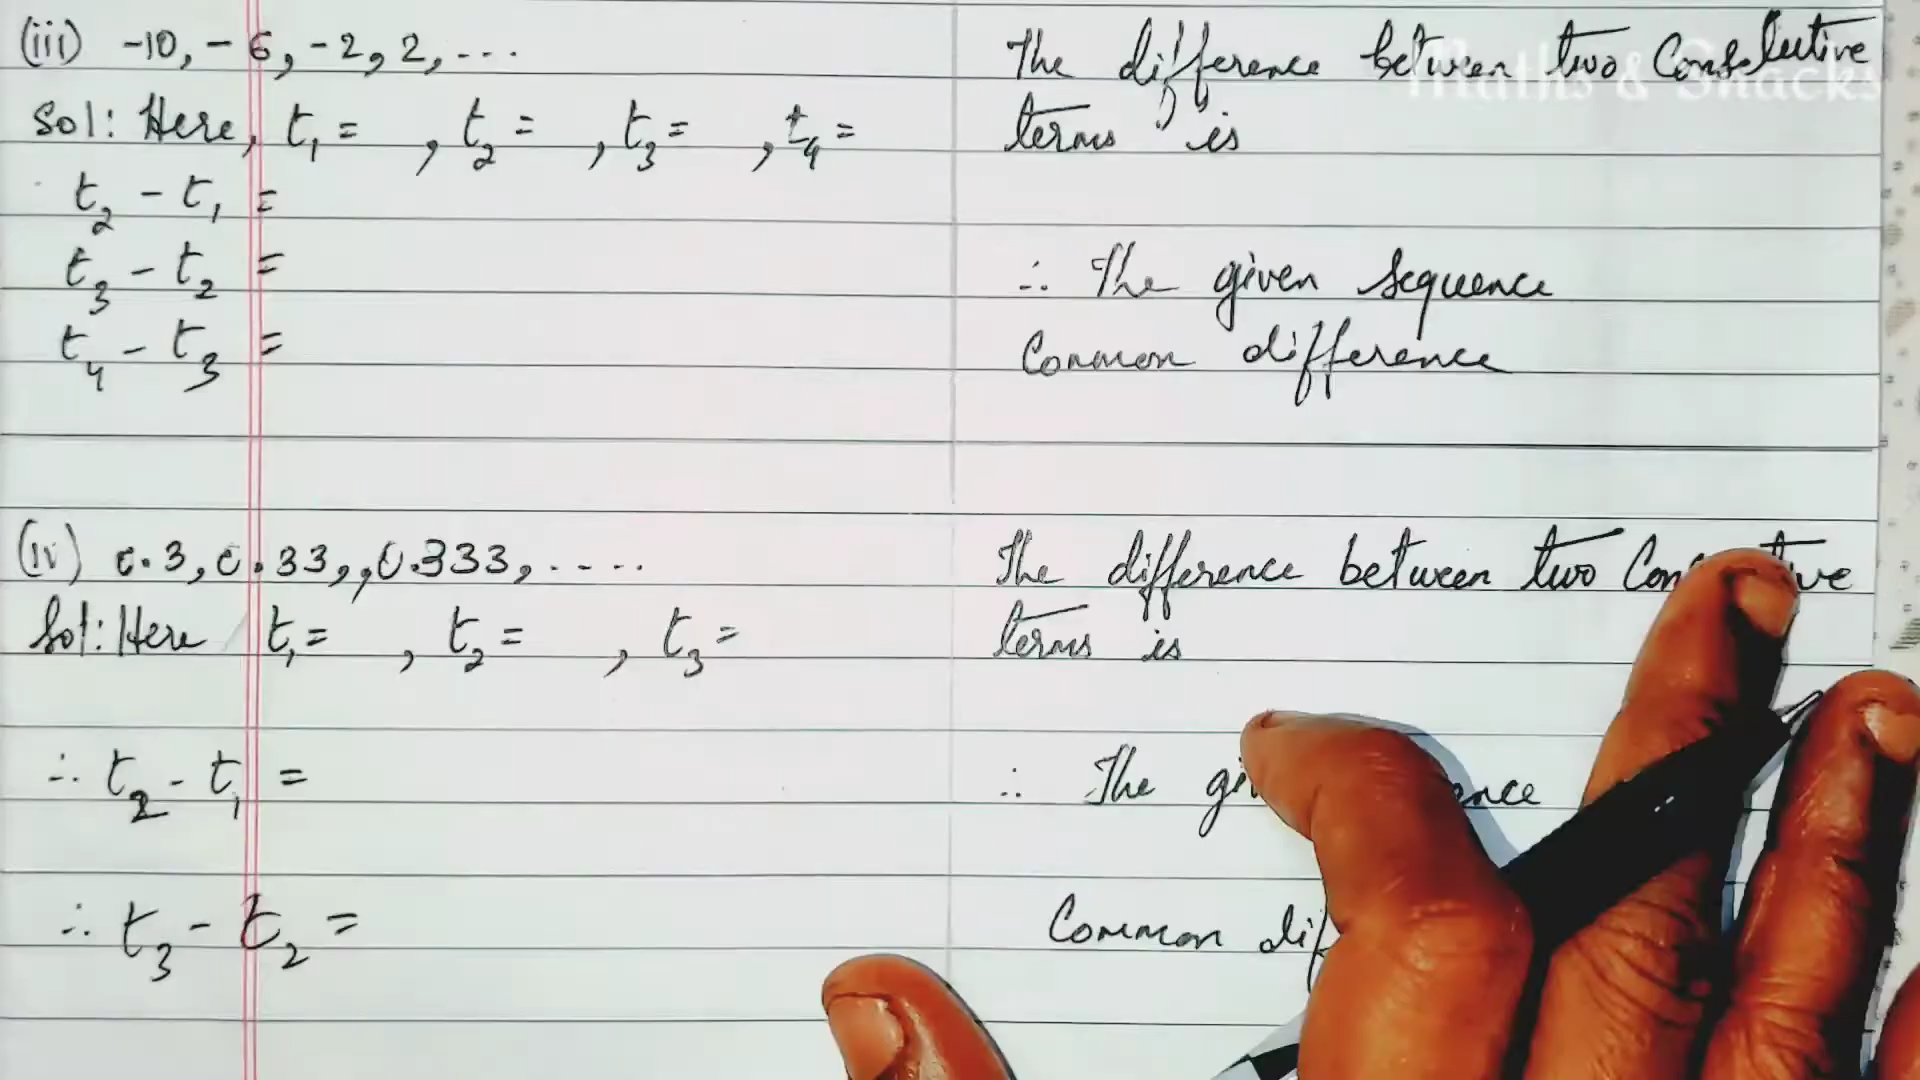 (iii) -10, -6, -2, 2, ...
Sol: Here, t₁ = , t₂ = , t₃ = , t₄ =
t₂ - t₁ =
t₃ - t₂ =
t₄ - t₃ =
The difference between two Consecutive
terms is
∴ The given Sequence
Common difference
Maths & Snacks
(iv) 0.3, 0.33,, 0.333, .....
Sol: Here t₁ = , t₂ = , t₃ =
∴ t₂ - t₁ =
∴ t₃ - t₂ =
The difference between two
terms is
∴ The
Common